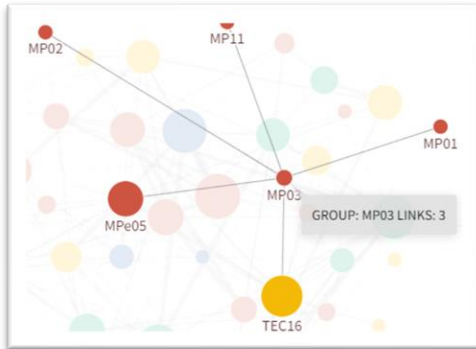 MP02
MP11
MP01
MP03
GROUP: MP03 LINKS: 3
MPe05
TEC16